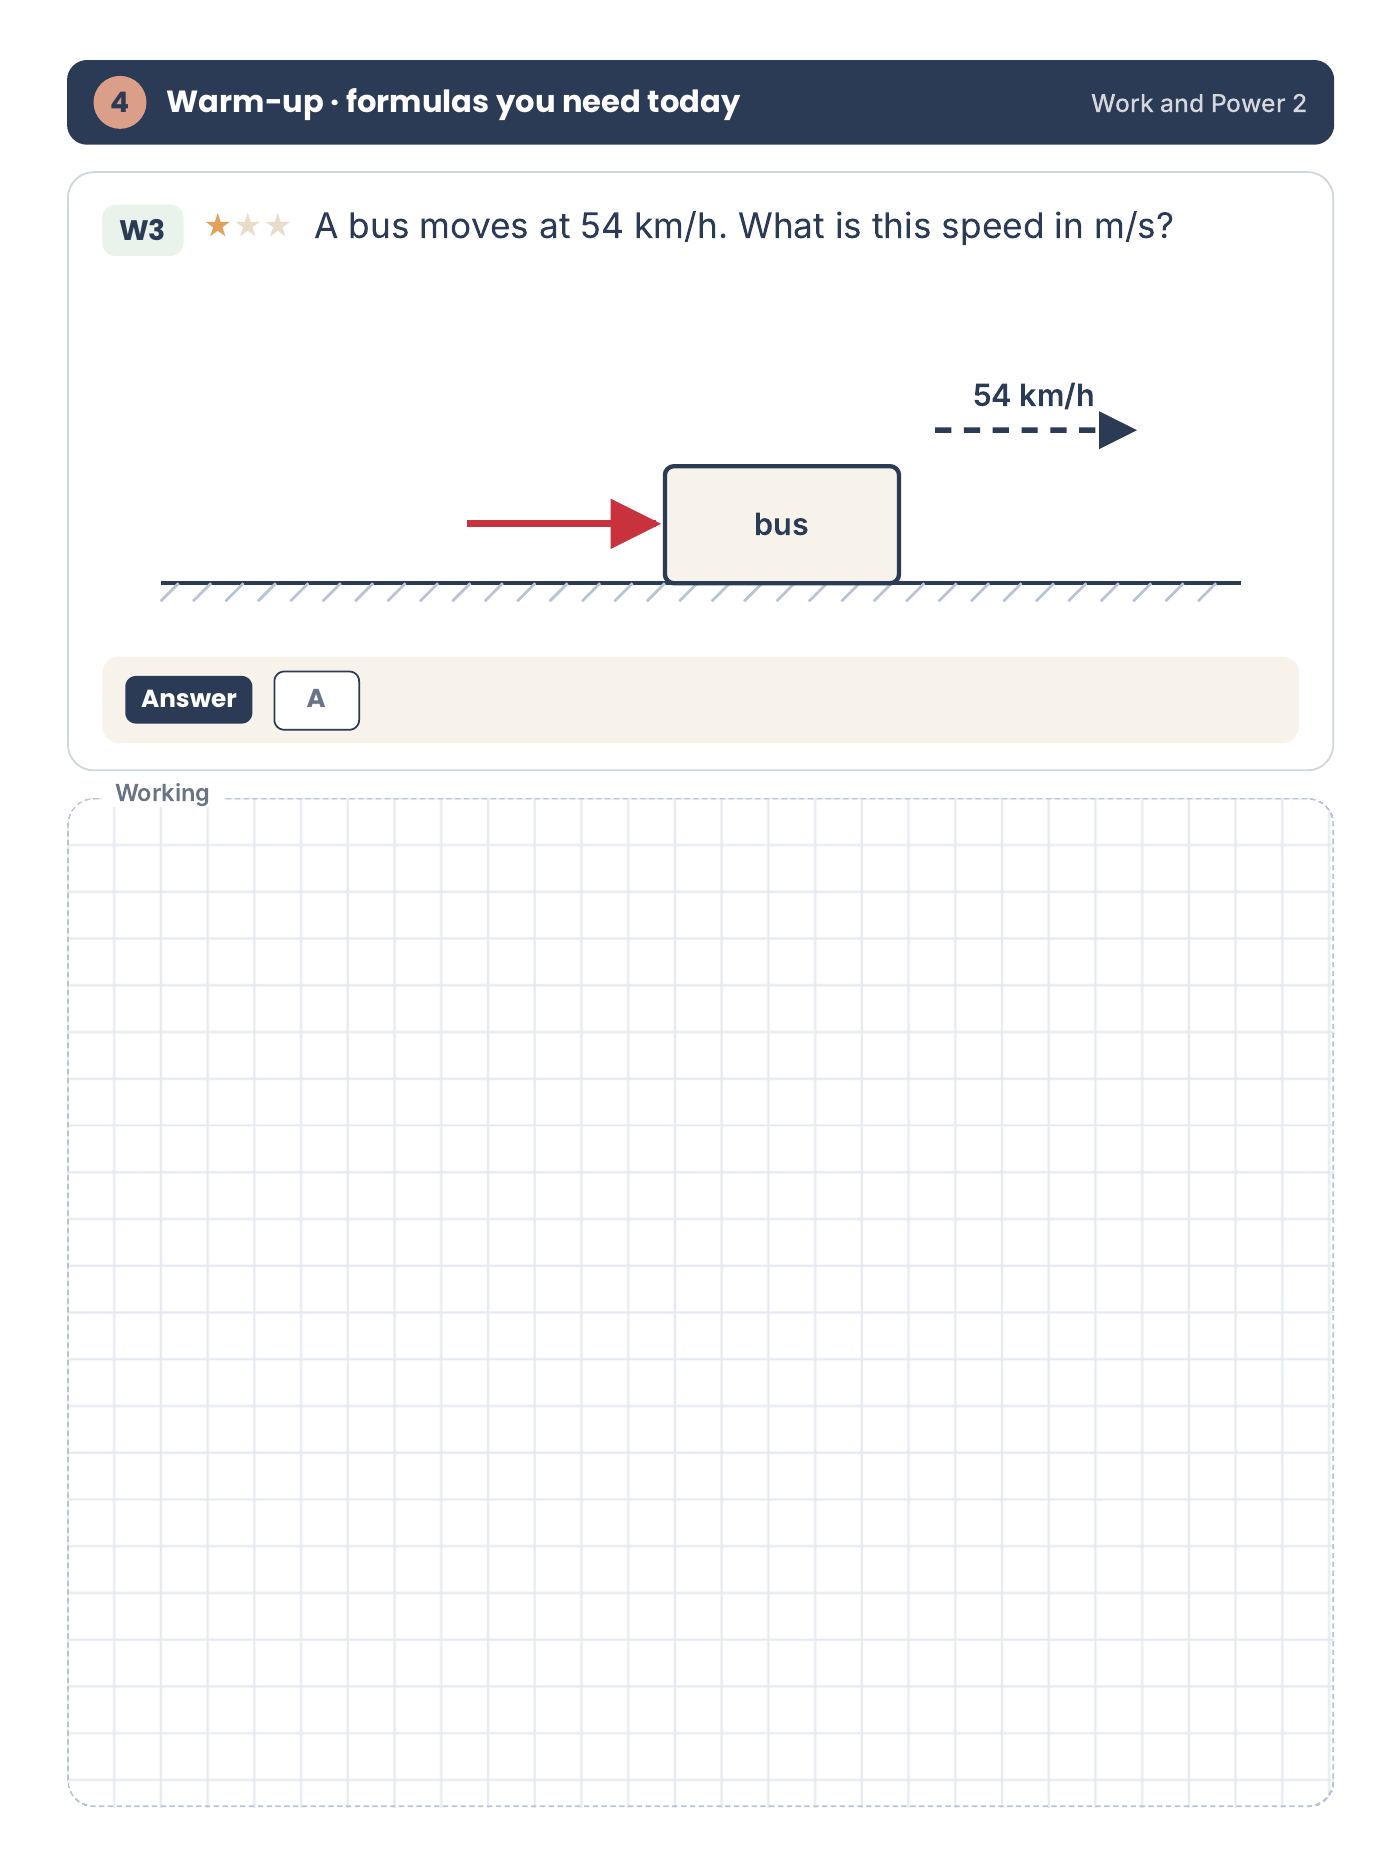 4 Warm-up · formulas you need today Work and Power 2
W3 ★★★ A bus moves at 54 km/h. What is this speed in m/s?
54 km/h
bus
Answer A
Working